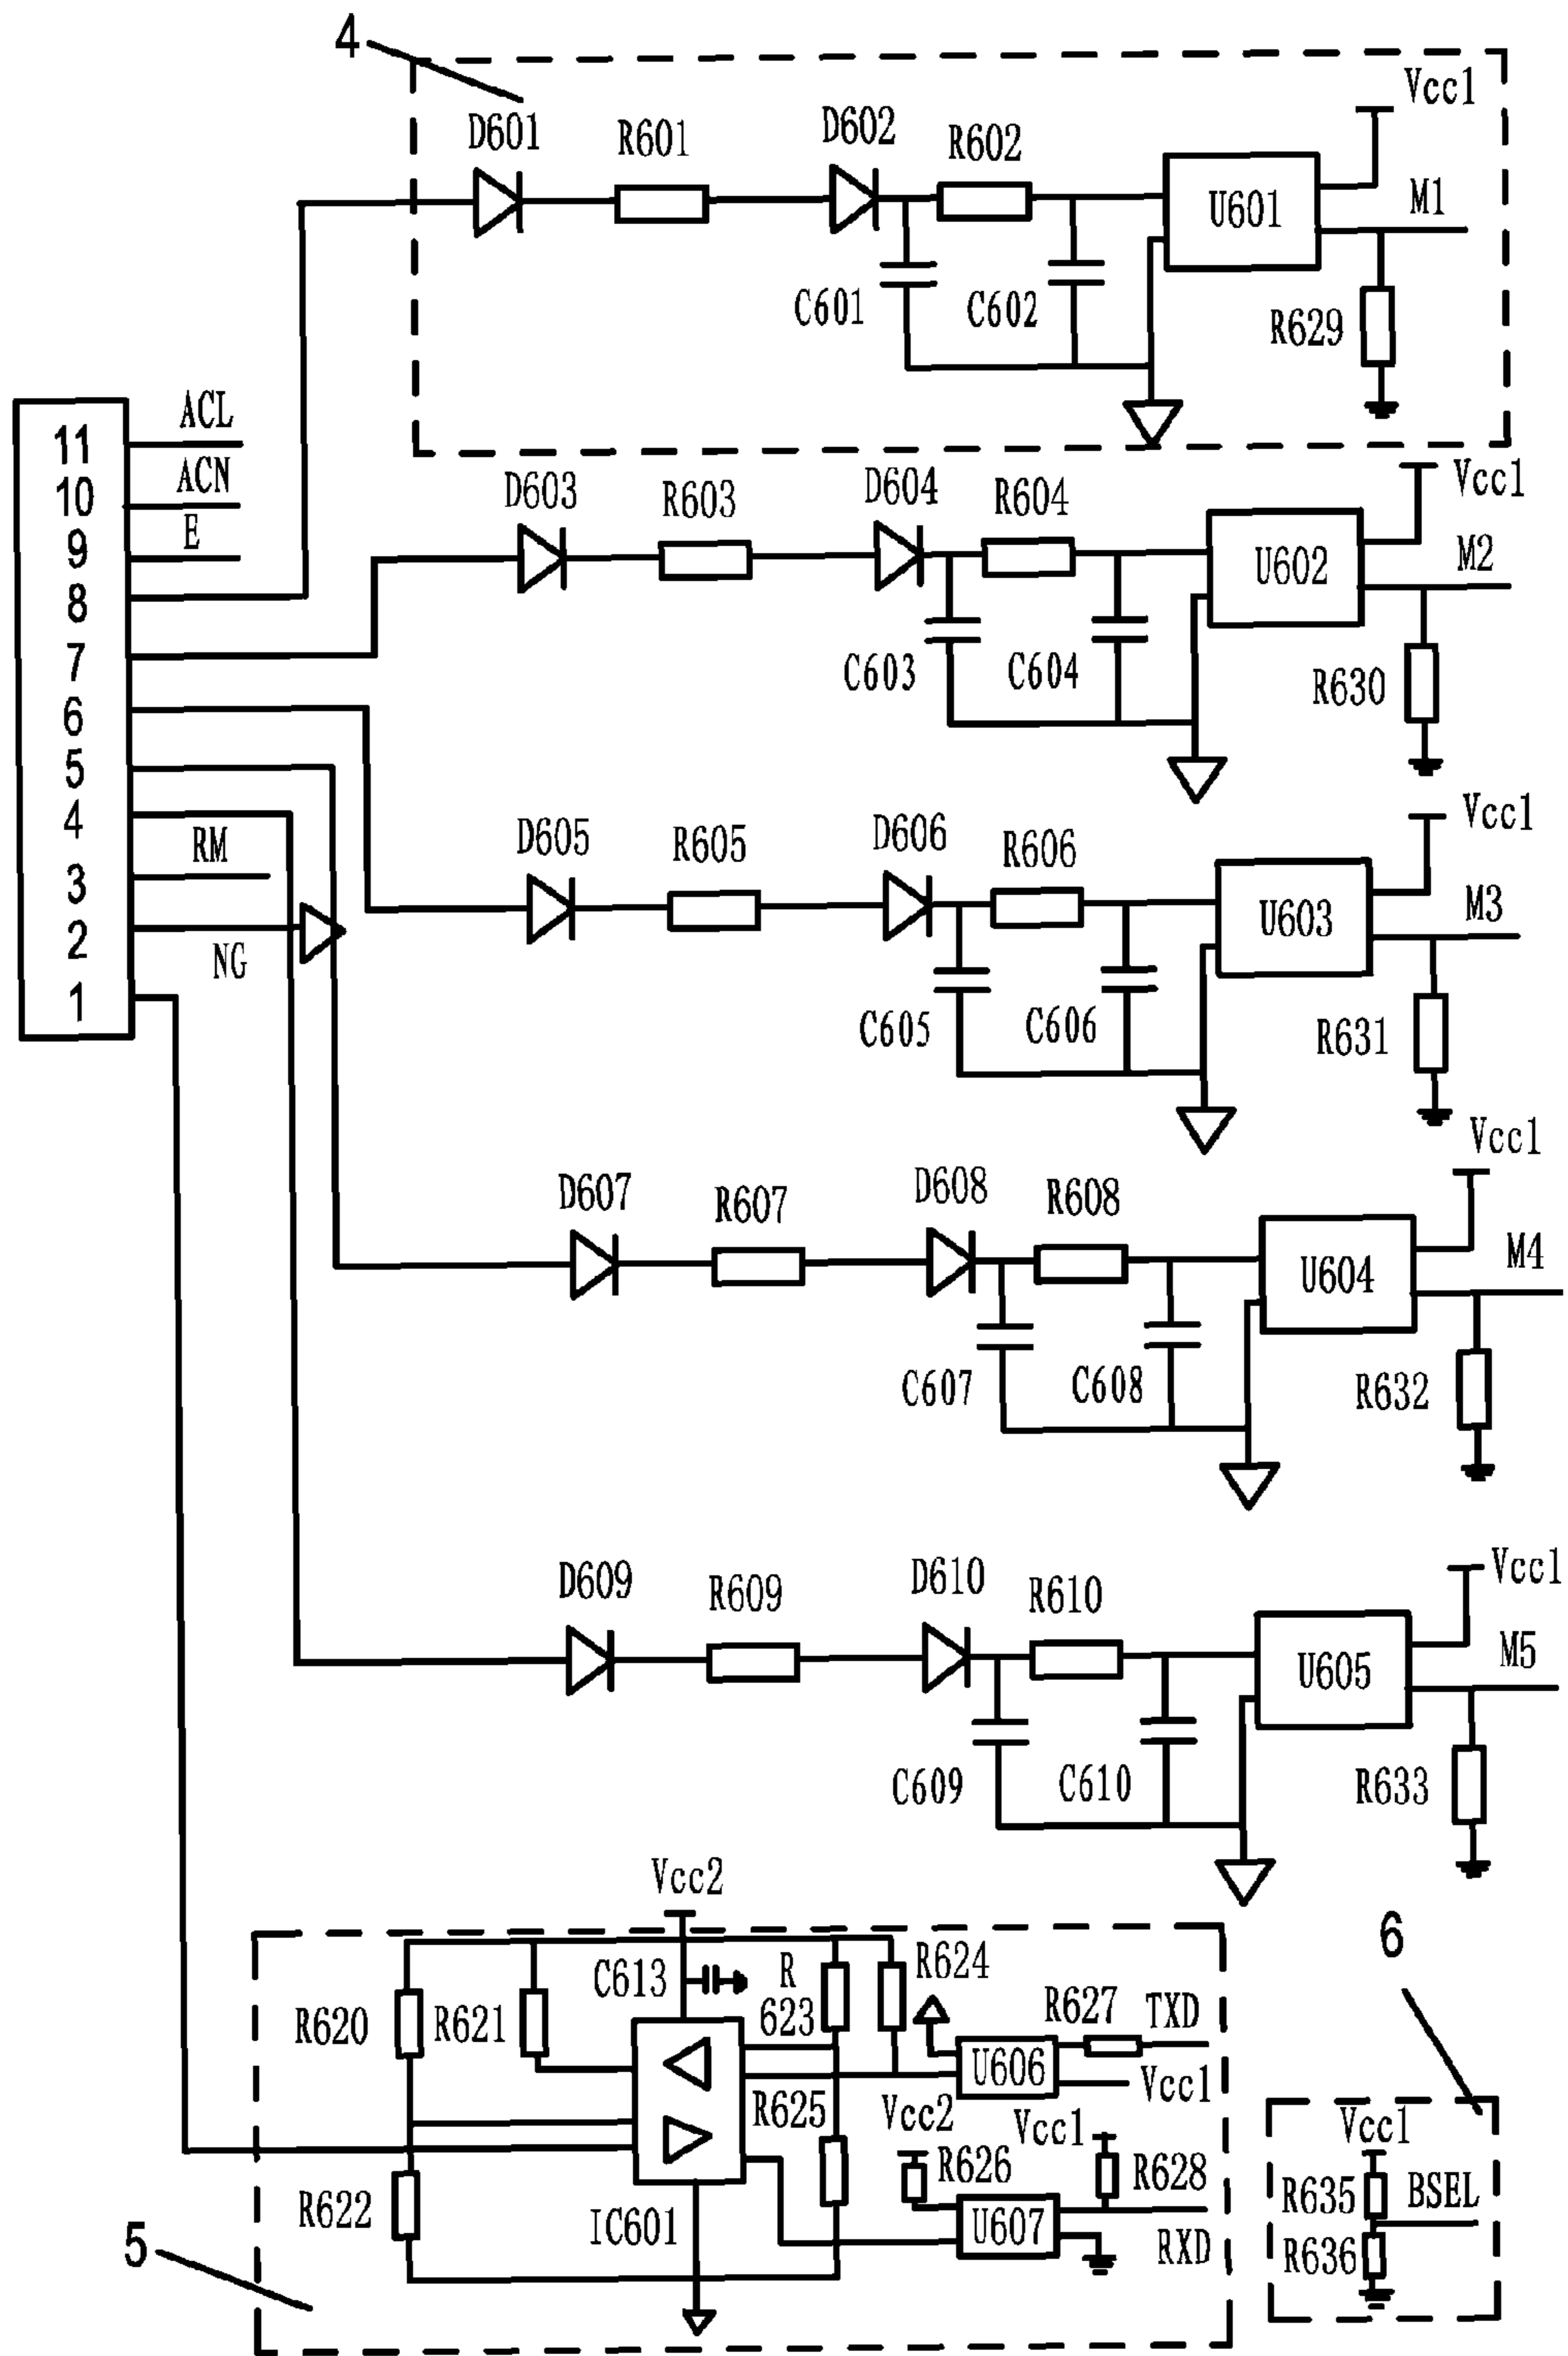 4
Vcc1
D601 R601 D602 R602
U601
M1
C601 C602 R629
11 ACL
10 ACN
9 E
8
7
6
5
4
3 RM
2 NG
1
D603 R603 D604 R604
Vcc1
U602
M2
C603 C604 R630
D605 R605 D606 R606
Vcc1
U603
M3
C605 C606 R631
D607 R607 D608 R608
Vcc1
U604
M4
C607 C608 R632
D609 R609 D610 R610
Vcc1
U605
M5
C609 C610 R633
Vcc2
6
C613 R
623
R624
R620 R621
R627 TXD
U606
Vcc1
R625 Vcc2 Vcc1
R626 R628
R622 IC601
U607
RXD
5
Vcc1
R635 BSEL
R636